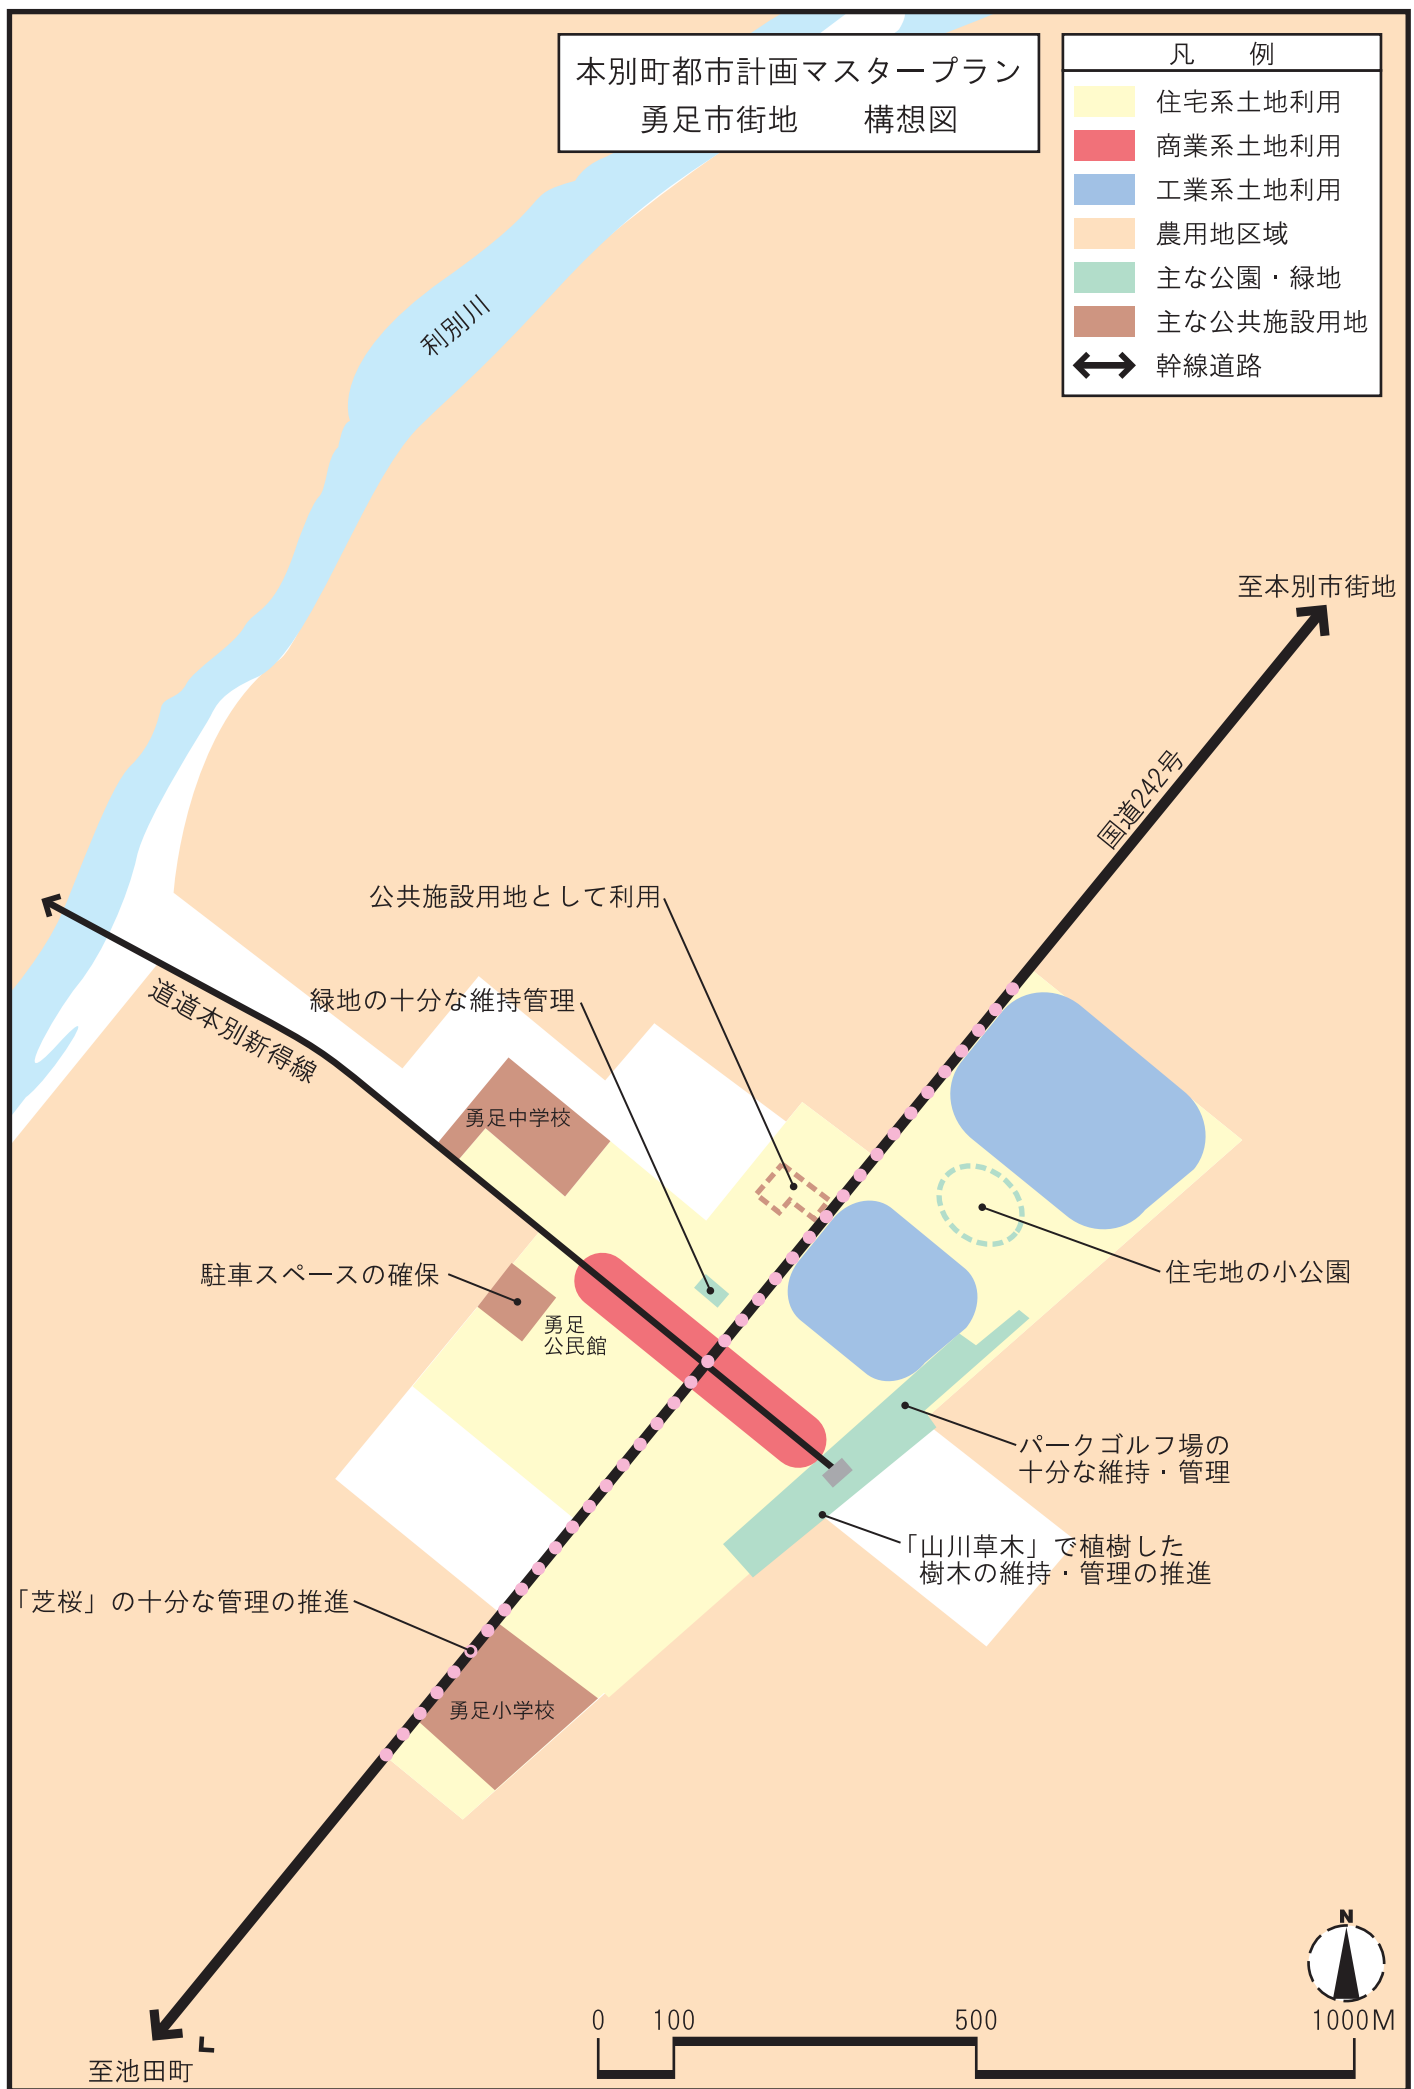 本別町都市計画マスタープラン
勇足市街地　　構想図
凡　　例
住宅系土地利用
商業系土地利用
工業系土地利用
農用地区域
主な公園・緑地
主な公共施設用地
幹線道路
利別川
至本別市街地
国道242号
公共施設用地として利用
緑地の十分な維持管理
道道本別新得線
勇足中学校
駐車スペースの確保
勇足
公民館
住宅地の小公園
パークゴルフ場の
十分な維持・管理
「山川草木」で植樹した
樹木の維持・管理の推進
「芝桜」の十分な管理の推進
勇足小学校
N
0 100 500 1000M
至池田町